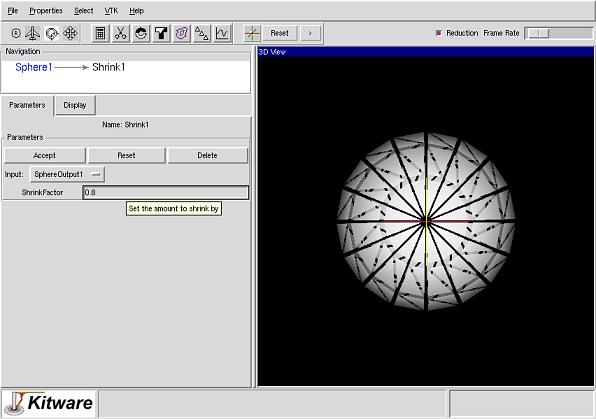 File Properties Select VTK Help
R Reset > Reduction Frame Rate
Navigation
Sphere1 Shrink1
3D View
Parameters Display
Name: Shrink1
Parameters
Accept Reset Delete
Input: SphereOutput1
ShrinkFactor 0.8
Set the amount to shrink by
Kitware